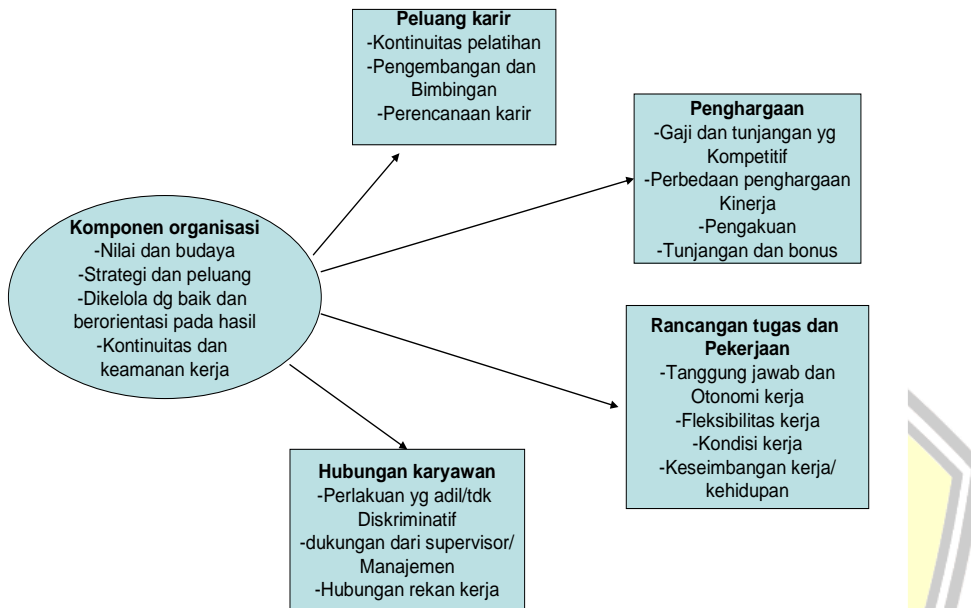 Peluang karir
-Kontinuitas pelatihan
-Pengembangan dan
Bimbingan
-Perencanaan karir
Penghargaan
-Gaji dan tunjangan yg
Kompetitif
-Perbedaan penghargaan
Kinerja
-Pengakuan
-Tunjangan dan bonus
Komponen organisasi
-Nilai dan budaya
-Strategi dan peluang
-Dikelola dg baik dan
berorientasi pada hasil
-Kontinuitas dan
keamanan kerja
Rancangan tugas dan
Pekerjaan
-Tanggung jawab dan
Otonomi kerja
-Fleksibilitas kerja
-Kondisi kerja
-Keseimbangan kerja/
kehidupan
Hubungan karyawan
-Perlakuan yg adil/tdk
Diskriminatif
-dukungan dari supervisor/
Manajemen
-Hubungan rekan kerja